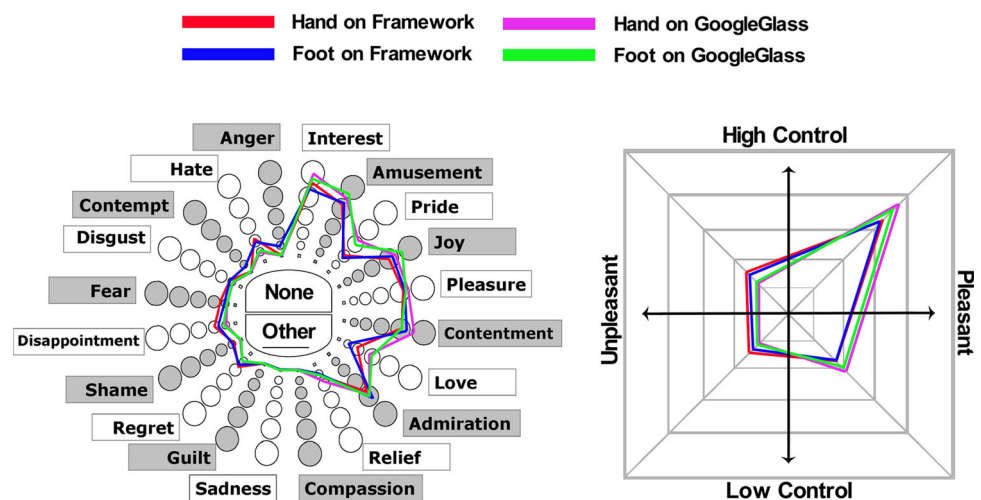 Hand on Framework
Hand on GoogleGlass
Foot on Framework
Foot on GoogleGlass
Anger
Interest
Hate
Amusement
Contempt
Pride
Disgust
Joy
Fear
Pleasure
None
Other
Disappointment
Contentment
Shame
Love
Regret
Admiration
Guilt
Relief
Sadness
Compassion
High Control
Unpleasant
Pleasant
Low Control